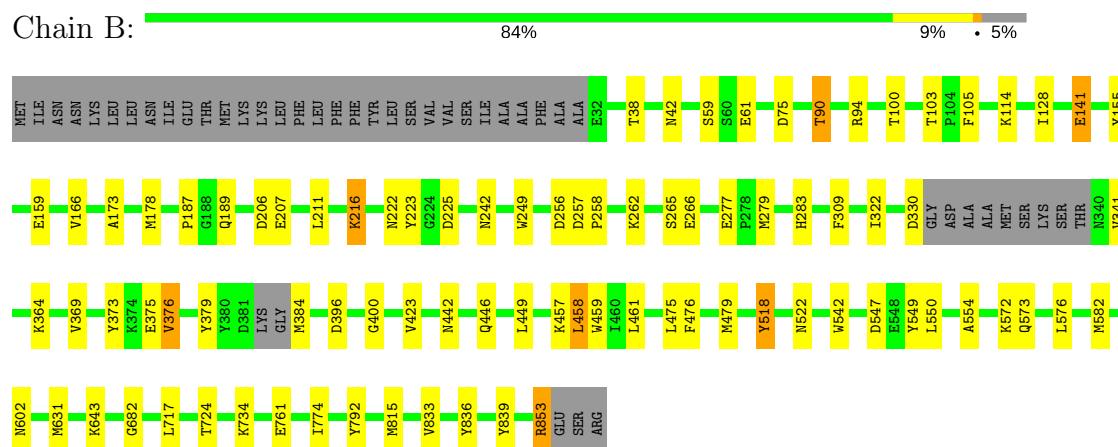 Chain B:
84% 9% • 5%
MET ILE ASN ASN LYS LEU LEU ASN ILE GLU THR MET LYS LYS LEU PHE LEU PHE PHE TYR LEU SER VAL VAL SER ILE ALA ALA PHE ALA ALA E32 T38 N42 S59 S60 E61 D75 T90 R94 T100 T103 P104 F105 K114 I128 E141 Y155
E159 V166 A173 M178 P187 G188 Q189 D206 E207 L211 K216 N222 Y223 G224 D225 N242 W249 D256 D257 P258 K262 S265 E266 E277 P278 M279 H283 F309 I322 D330 GLY ASP ALA ALA MET SER LYS SER THR N340 V341
K364 V369 Y373 K374 E375 V376 Y379 Y380 D381 LYS GLY M384 D396 G400 V423 N442 Q446 L449 K457 L458 W459 I460 L461 L475 F476 M479 Y518 N522 W542 D547 E548 Y549 L550 A554 K572 Q573 L576 M582
N602 M631 K643 G682 L717 T724 K734 E761 I774 Y792 M815 V833 Y836 Y839 R853 GLU SER ARG